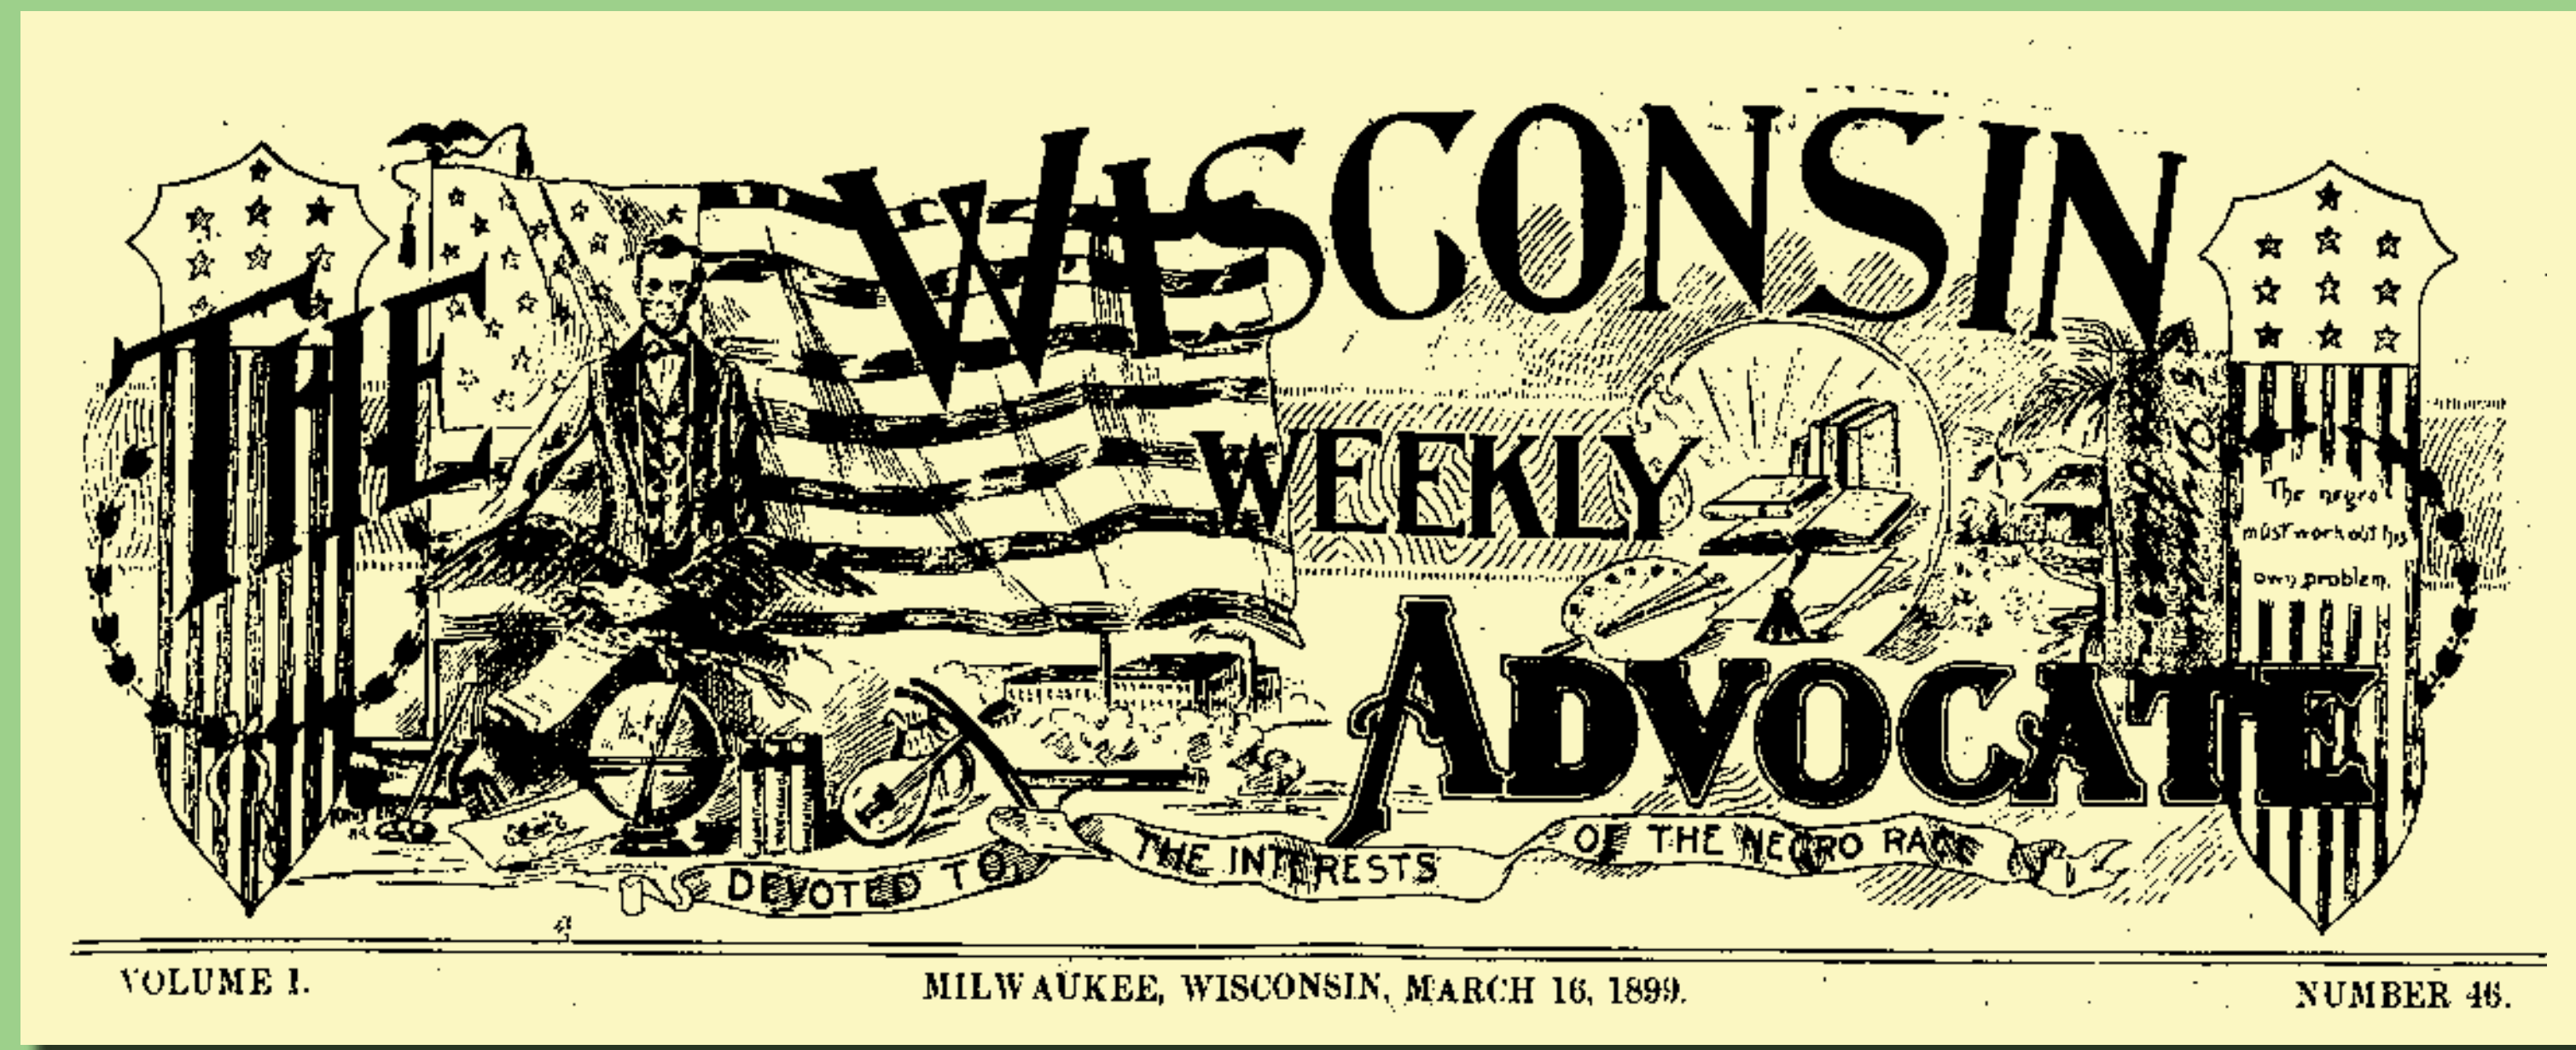 THE WISCONSIN
WEEKLY
ADVOCATE
The negro
must work out his
own problem.
DEVOTED TO THE INTERESTS OF THE NEGRO RACE
VOLUME I.
MILWAUKEE, WISCONSIN, MARCH 16, 1899.
NUMBER 46.